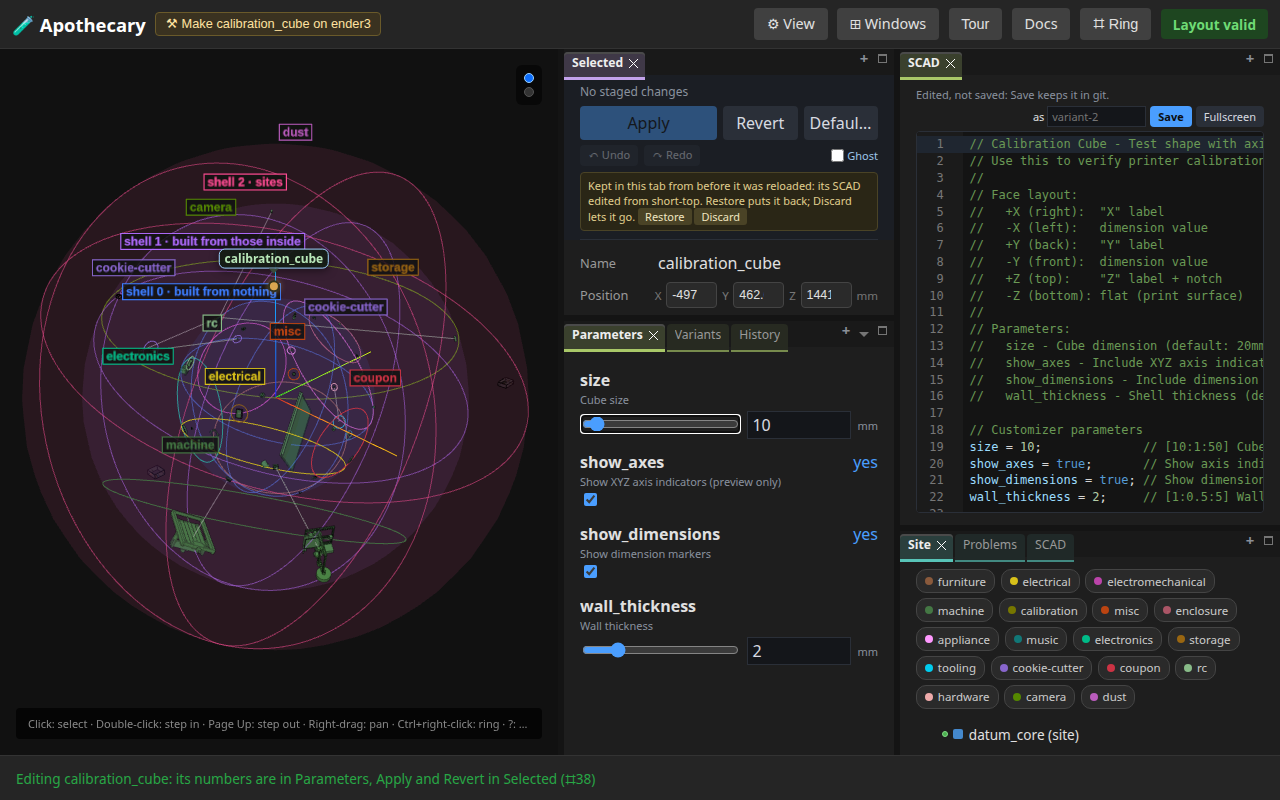 Apothecary
⚒ Make calibration_cube on ender3
⚙ View
⊞ Windows
Tour
Docs
⌗ Ring
Layout valid
dust
shell 2 · sites
camera
shell 1 · built from those inside
calibration_cube
cookie-cutter
storage
shell 0 · built from nothing
cookie-cutter
rc
misc
electronics
electrical
coupon
machine
Click: select · Double-click: step in · Page Up: step out · Right-drag: pan · Ctrl+right-click: ring · ?: ...
Selected
No staged changes
Apply
Revert
Defaul...
↶ Undo
↷ Redo
Ghost
Kept in this tab from before it was reloaded: its SCAD
edited from short-top. Restore puts it back; Discard
lets it go. Restore Discard
Name calibration_cube
Position X -497 Y 462. Z 1441 mm
Parameters
Variants
History
size
Cube size
10 mm
show_axes yes
Show XYZ axis indicators (preview only)
show_dimensions yes
Show dimension markers
wall_thickness
Wall thickness
2 mm
SCAD
Edited, not saved: Save keeps it in git.
as variant-2 Save Fullscreen
1 // Calibration Cube - Test shape with axi
2 // Use this to verify printer calibration
3 //
4 // Face layout:
5 // +X (right): "X" label
6 // -X (left): dimension value
7 // +Y (back): "Y" label
8 // -Y (front): dimension value
9 // +Z (top): "Z" label + notch
10 // -Z (bottom): flat (print surface)
11 //
12 // Parameters:
13 // size - Cube dimension (default: 20mm
14 // show_axes - Include XYZ axis indicat
15 // show_dimensions - Include dimension
16 // wall_thickness - Shell thickness (de
17
18 // Customizer parameters
19 size = 10; // [10:1:50] Cube
20 show_axes = true; // Show axis indi
21 show_dimensions = true; // Show dimension
22 wall_thickness = 2; // [1:0.5:5] Wall
Site
Problems
SCAD
furniture
electrical
electromechanical
machine
calibration
misc
enclosure
appliance
music
electronics
storage
tooling
cookie-cutter
coupon
rc
hardware
camera
dust
datum_core (site)
Editing calibration_cube: its numbers are in Parameters, Apply and Revert in Selected (⌗38)